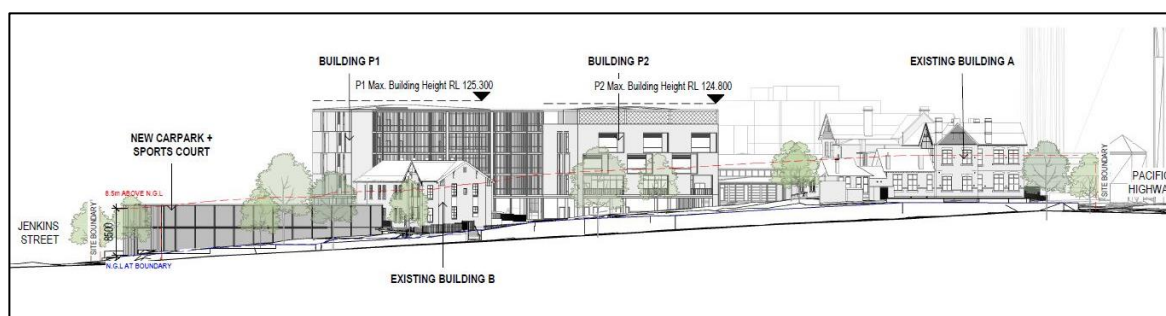 BUILDING P1
BUILDING P2
EXISTING BUILDING A
P1 Max. Building Height RL 125.300
P2 Max. Building Height RL 124.800
NEW CARPARK +
SPORTS COURT
8.5m ABOVE N.G.L
JENKINS
STREET
SITE BOUNDARY
8500
N.G.L AT BOUNDARY
EXISTING BUILDING B
SITE BOUNDARY
PACIFIC
HIGHWA